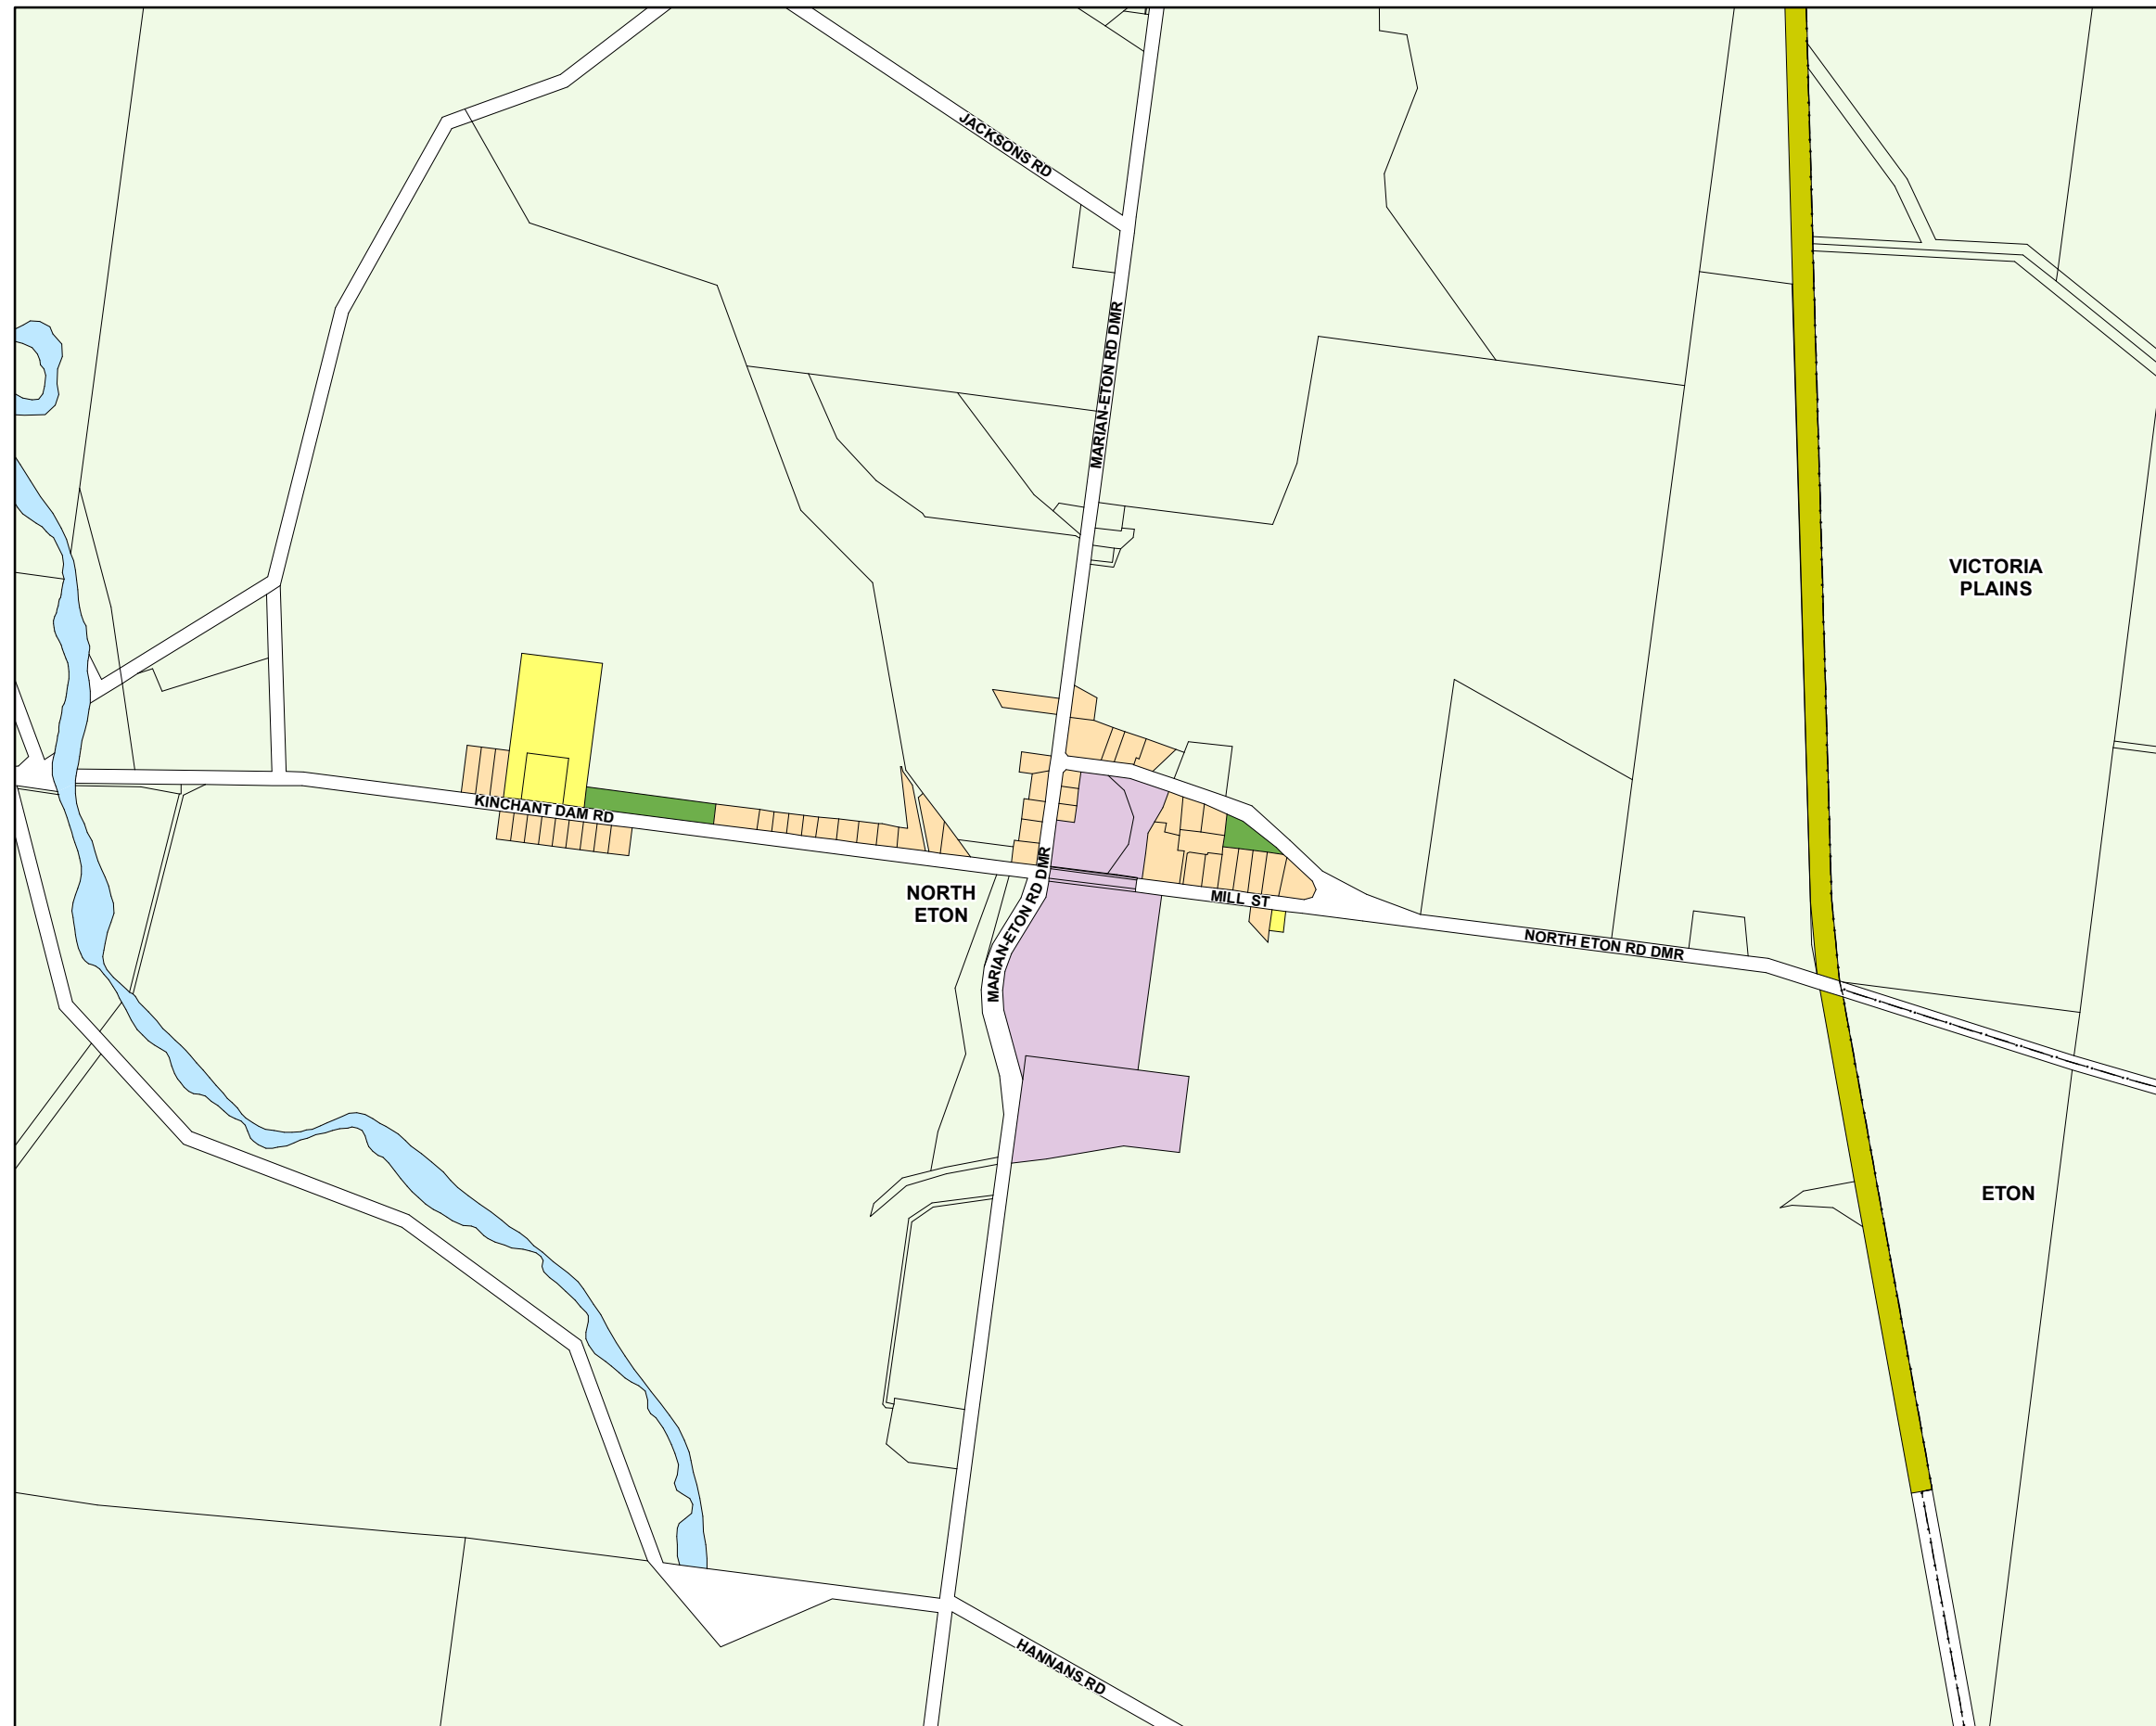 JACKSONS RD
MARIAN-ETON RD DMR
VICTORIA
PLAINS
KINCHANT DAM RD
NORTH
ETON
MARIAN-ETON RD DMR
MILL ST
NORTH ETON RD DMR
ETON
HANNANS RD